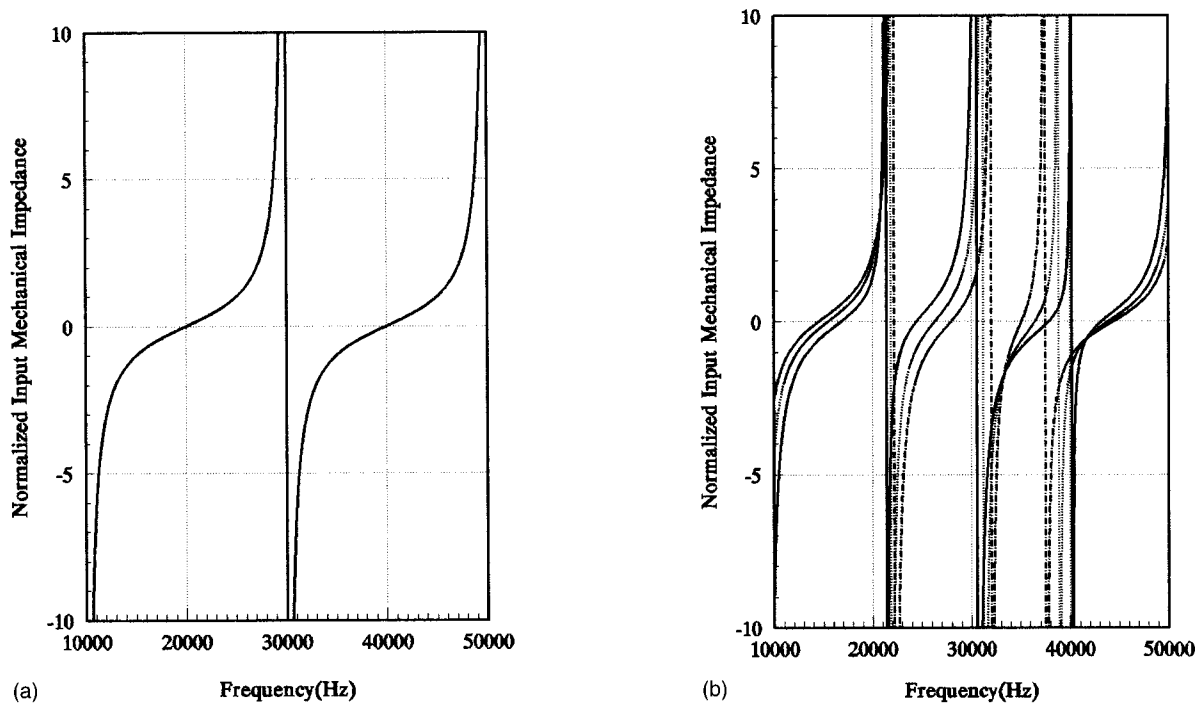 Normalized Input Mechanical Impedance
10
5
0
-5
-10
10000 20000 30000 40000 50000
(a) Frequency(Hz)
Normalized Input Mechanical Impedance
10
5
0
-5
-10
10000 20000 30000 40000 50000
(b) Frequency(Hz)